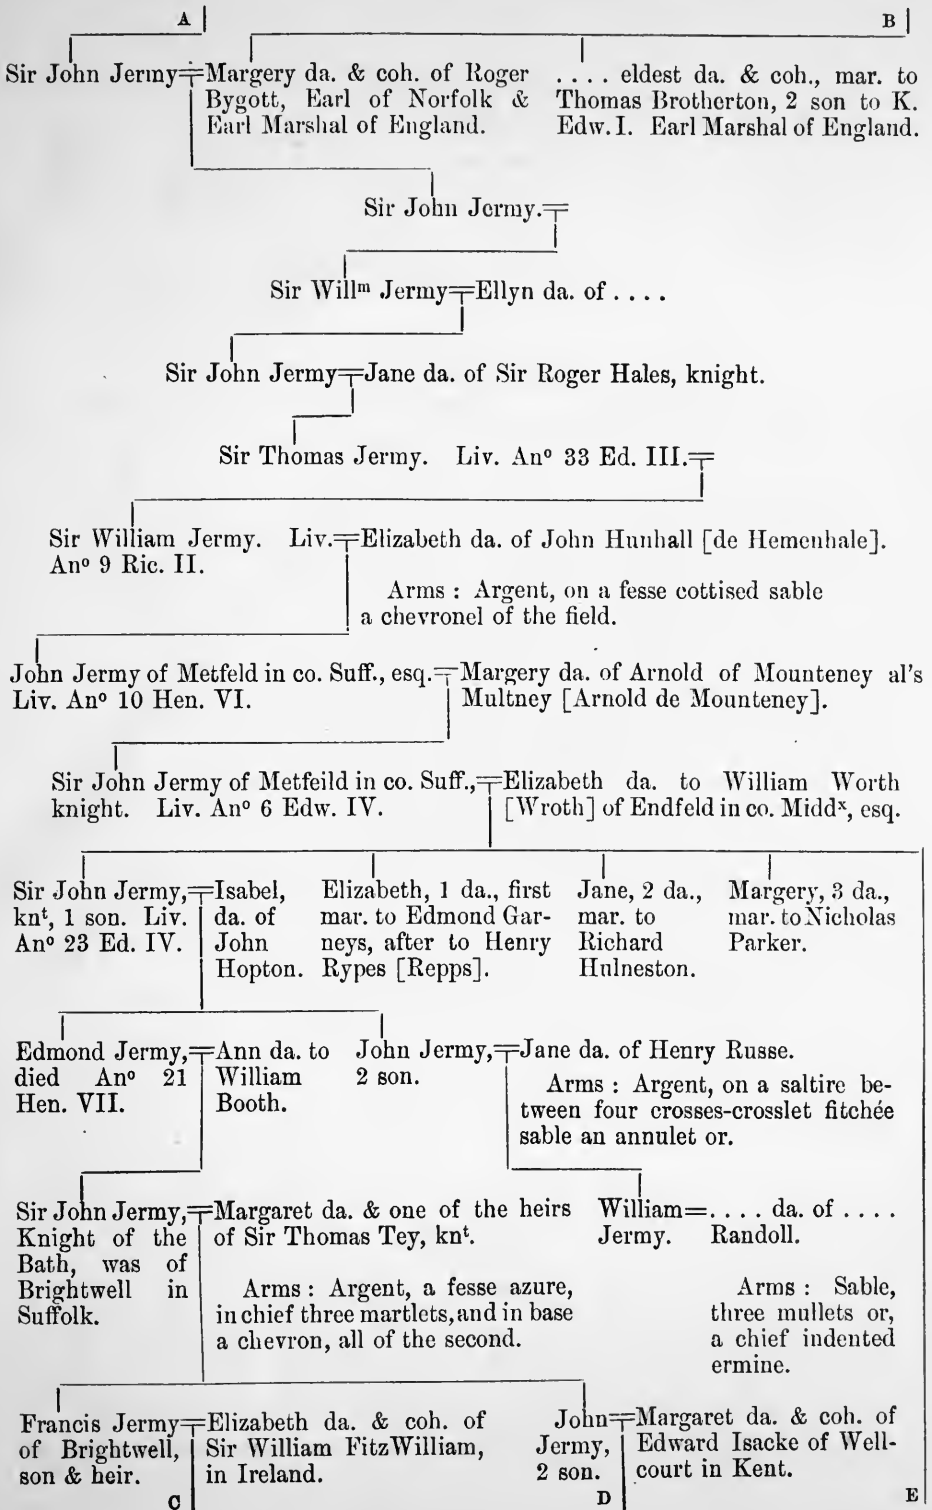 A
B
Sir John Jermy Margery da. & coh. of Roger
Bygott, Earl of Norfolk &
Earl Marshal of England.
. . . . eldest da. & coh., mar. to
Thomas Brotherton, 2 son to K.
Edw. I. Earl Marshal of England.
Sir John Jermy.
Sir Willᵐ Jermy Ellyn da. of . . . .
Sir John Jermy Jane da. of Sir Roger Hales, knight.
Sir Thomas Jermy. Liv. Anº 33 Ed. III.
Sir William Jermy. Liv.
Anº 9 Ric. II.
Elizabeth da. of John Hunhall [de Hemenhale].
Arms : Argent, on a fesse cottised sable
a chevronel of the field.
John Jermy of Metfeld in co. Suff., esq.
Liv. Anº 10 Hen. VI.
Margery da. of Arnold of Mounteney al's
Multney [Arnold de Mounteney].
Sir John Jermy of Metfeild in co. Suff.,
knight. Liv. Anº 6 Edw. IV.
Elizabeth da. to William Worth
[Wroth] of Endfeld in co. Middˣ, esq.
Sir John Jermy,
knᵗ, 1 son. Liv.
Anº 23 Ed. IV.
Isabel,
da. of
John
Hopton.
Elizabeth, 1 da., first
mar. to Edmond Gar-
neys, after to Henry
Rypes [Repps].
Jane, 2 da.,
mar. to
Richard
Hulneston.
Margery, 3 da.,
mar. to Nicholas
Parker.
Edmond Jermy,
died Anº 21
Hen. VII.
Ann da. to
William
Booth.
John Jermy,
2 son.
Jane da. of Henry Russe.
Arms : Argent, on a saltire be-
tween four crosses-crosslet fitchée
sable an annulet or.
Sir John Jermy,
Knight of the
Bath, was of
Brightwell in
Suffolk.
Margaret da. & one of the heirs
of Sir Thomas Tey, knᵗ.
Arms : Argent, a fesse azure,
in chief three martlets, and in base
a chevron, all of the second.
William
Jermy.
. . . . da. of . . . .
Randoll.
Arms : Sable,
three mullets or,
a chief indented
ermine.
Francis Jermy
of Brightwell,
son & heir.
Elizabeth da. & coh. of
Sir William FitzWilliam,
in Ireland.
John
Jermy,
2 son.
Margaret da. & coh. of
Edward Isacke of Well-
court in Kent.
C
D
E